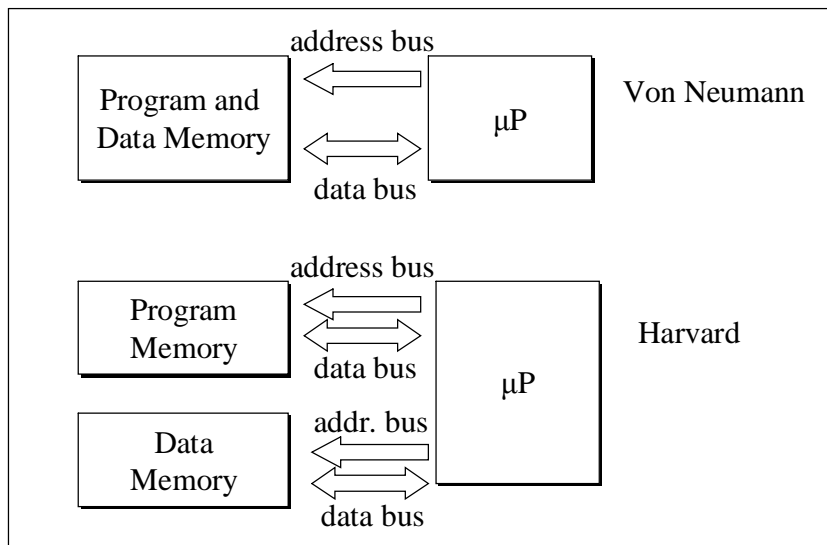 address bus
Program and
Data Memory
μP
Von Neumann
data bus
address bus
Program
Memory
data bus
μP
Harvard
addr. bus
Data
Memory
data bus